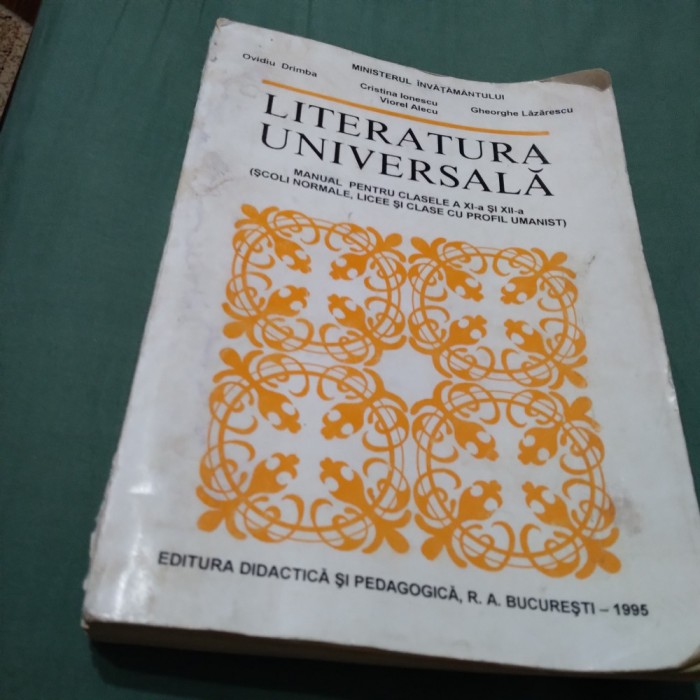 MINISTERUL ÎNVĂȚĂMÂNTULUI
Ovidiu Drimba
Cristina Ionescu
Viorel Alecu
Gheorghe Lăzărescu
LITERATURA
UNIVERSALĂ
MANUAL PENTRU CLASELE A XI-a ȘI XII-a
(ȘCOLI NORMALE, LICEE ȘI CLASE CU PROFIL UMANIST)
EDITURA DIDACTICĂ ȘI PEDAGOGICĂ, R. A. BUCUREȘTI – 1995